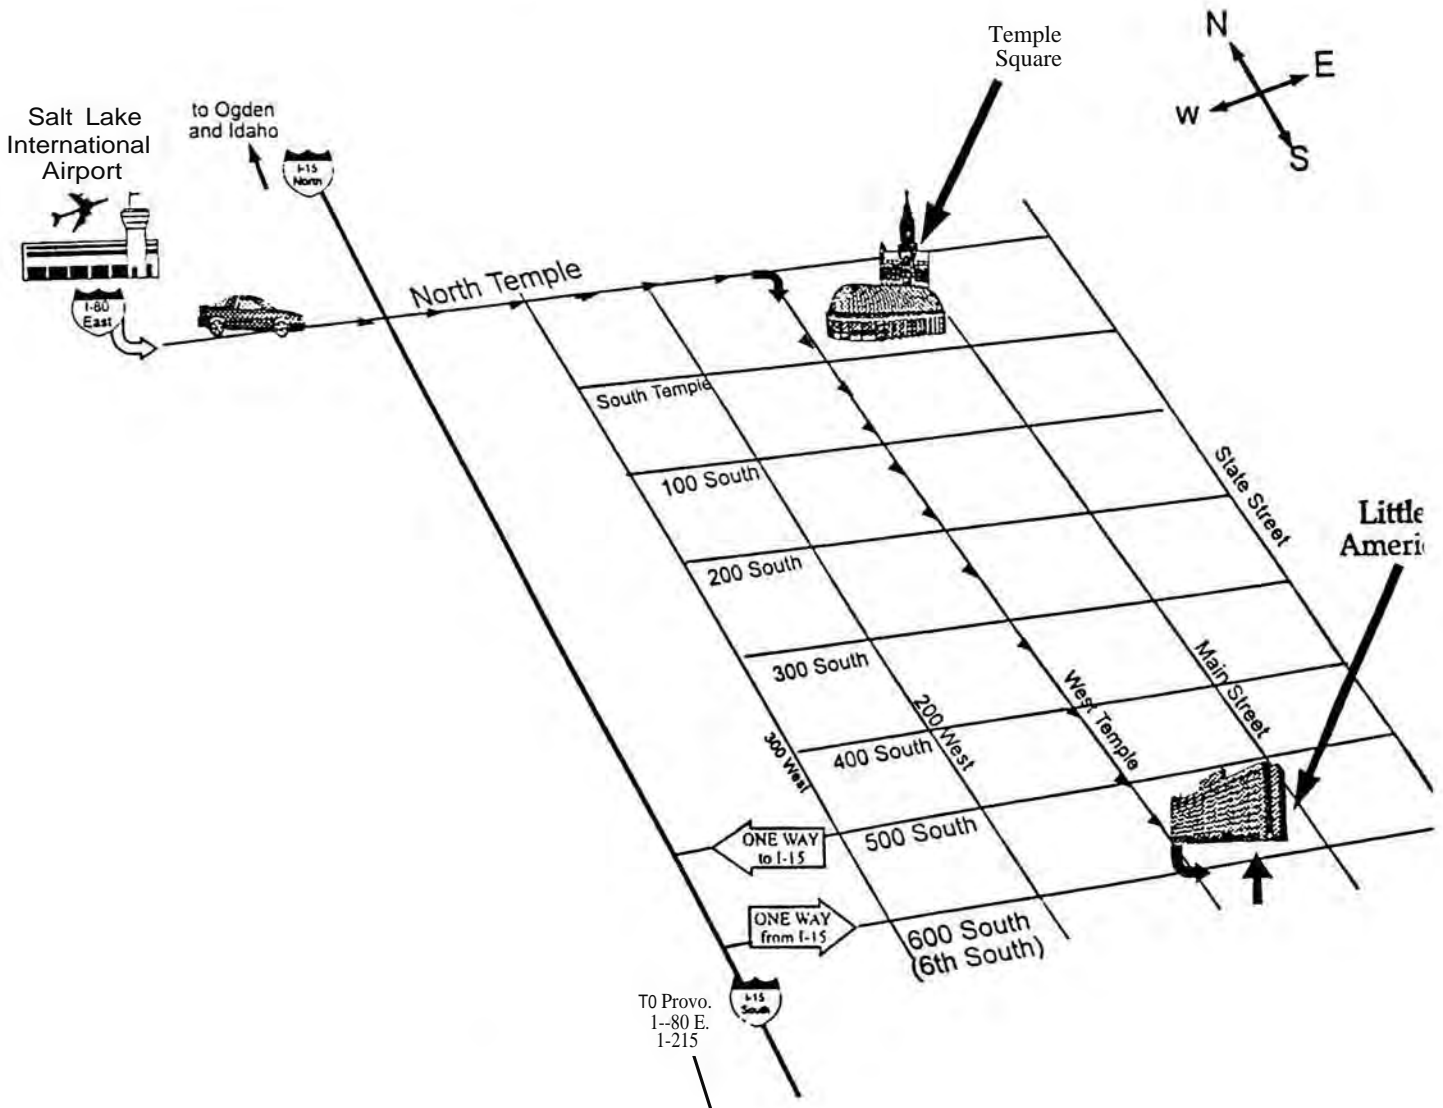 Temple
Square
N
E
W
S
Salt Lake
International
Airport
to Ogden
and Idaho
I-15
North
I-80
East
North Temple
South Temple
100 South
200 South
300 South
400 South
500 South
600 South
(6th South)
300 West
200 West
West Temple
Main Street
State Street
Little
Ameri
ONE WAY
to I-15
ONE WAY
from I-15
I-15
South
T0 Provo.
1--80 E.
1-215